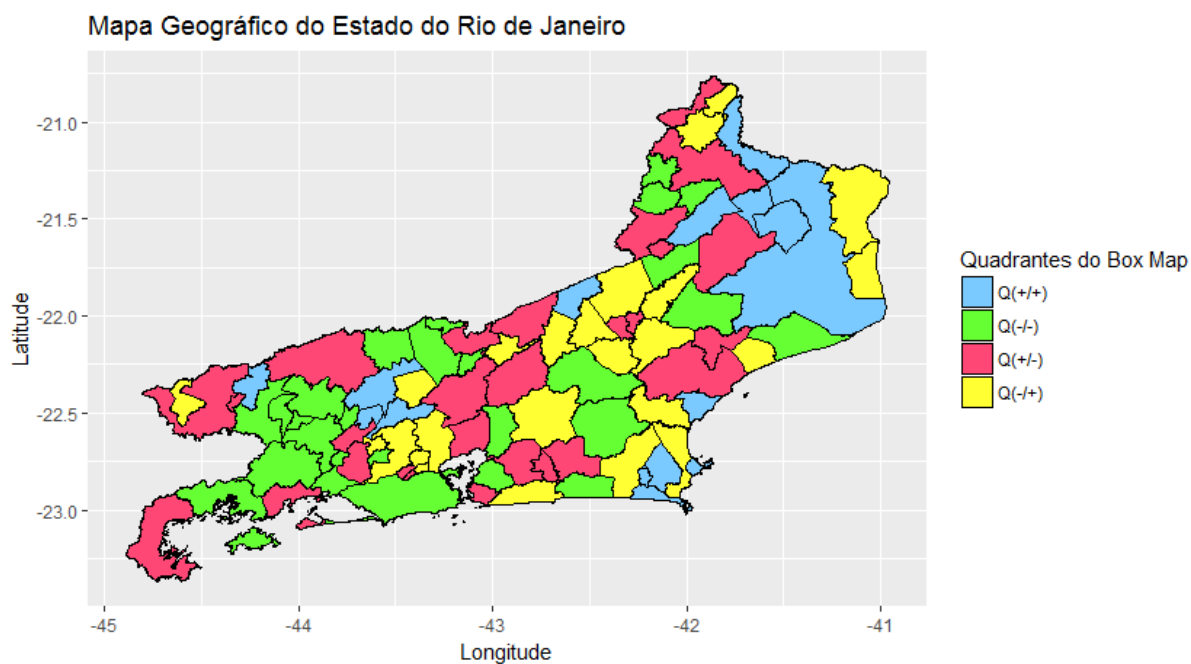 Mapa Geográfico do Estado do Rio de Janeiro
-21.0
-21.5
-22.0
-22.5
-23.0
Latitude
-45
-44
-43
-42
-41
Longitude
Quadrantes do Box Map
Q(+/+)
Q(-/-)
Q(+/-)
Q(-/+)